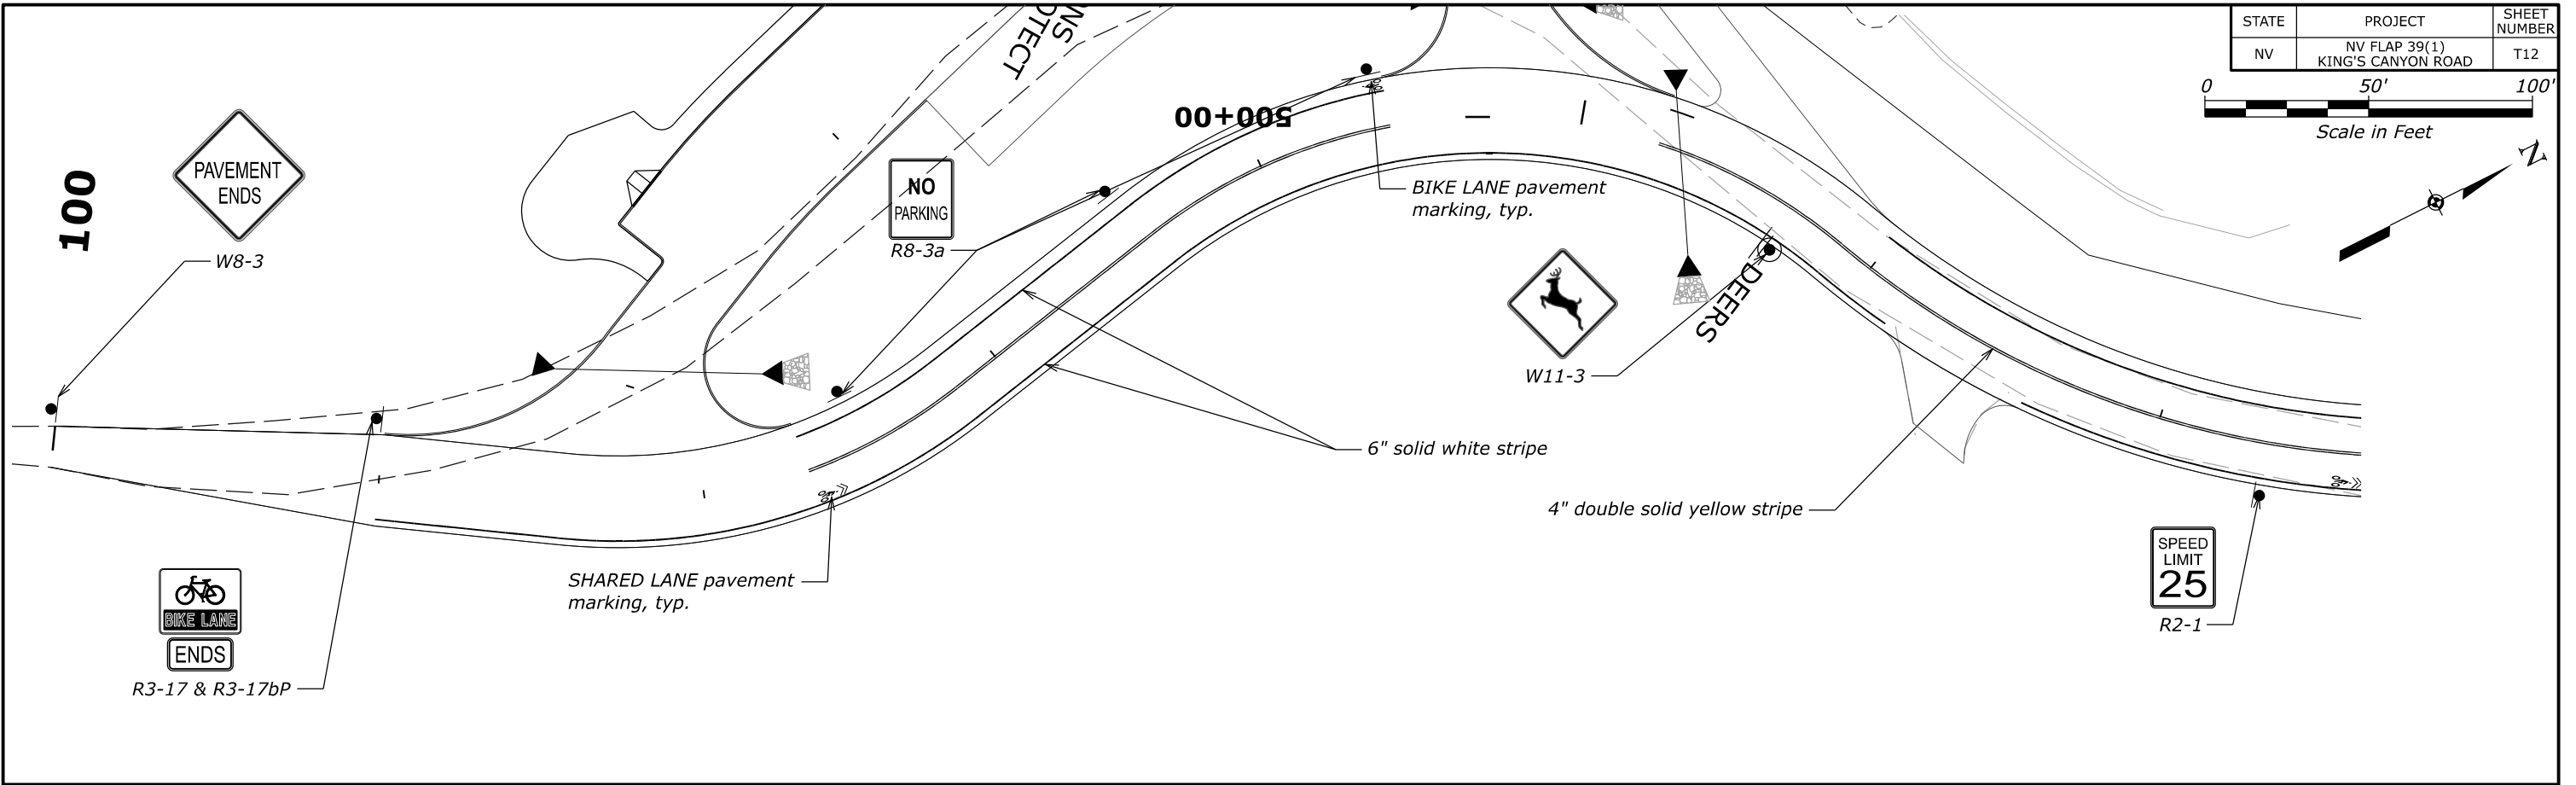 STATE PROJECT SHEET NUMBER
NV NV FLAP 39(1) KING'S CANYON ROAD T12
0 50' 100'
Scale in Feet
N
ONS
OTECT
500+00
100
PAVEMENT
ENDS
W8-3
NO
PARKING
R8-3a
BIKE LANE pavement
marking, typ.
DEERS
W11-3
6" solid white stripe
4" double solid yellow stripe
SHARED LANE pavement
marking, typ.
BIKE LANE
ENDS
R3-17 & R3-17bP
SPEED
LIMIT
25
R2-1